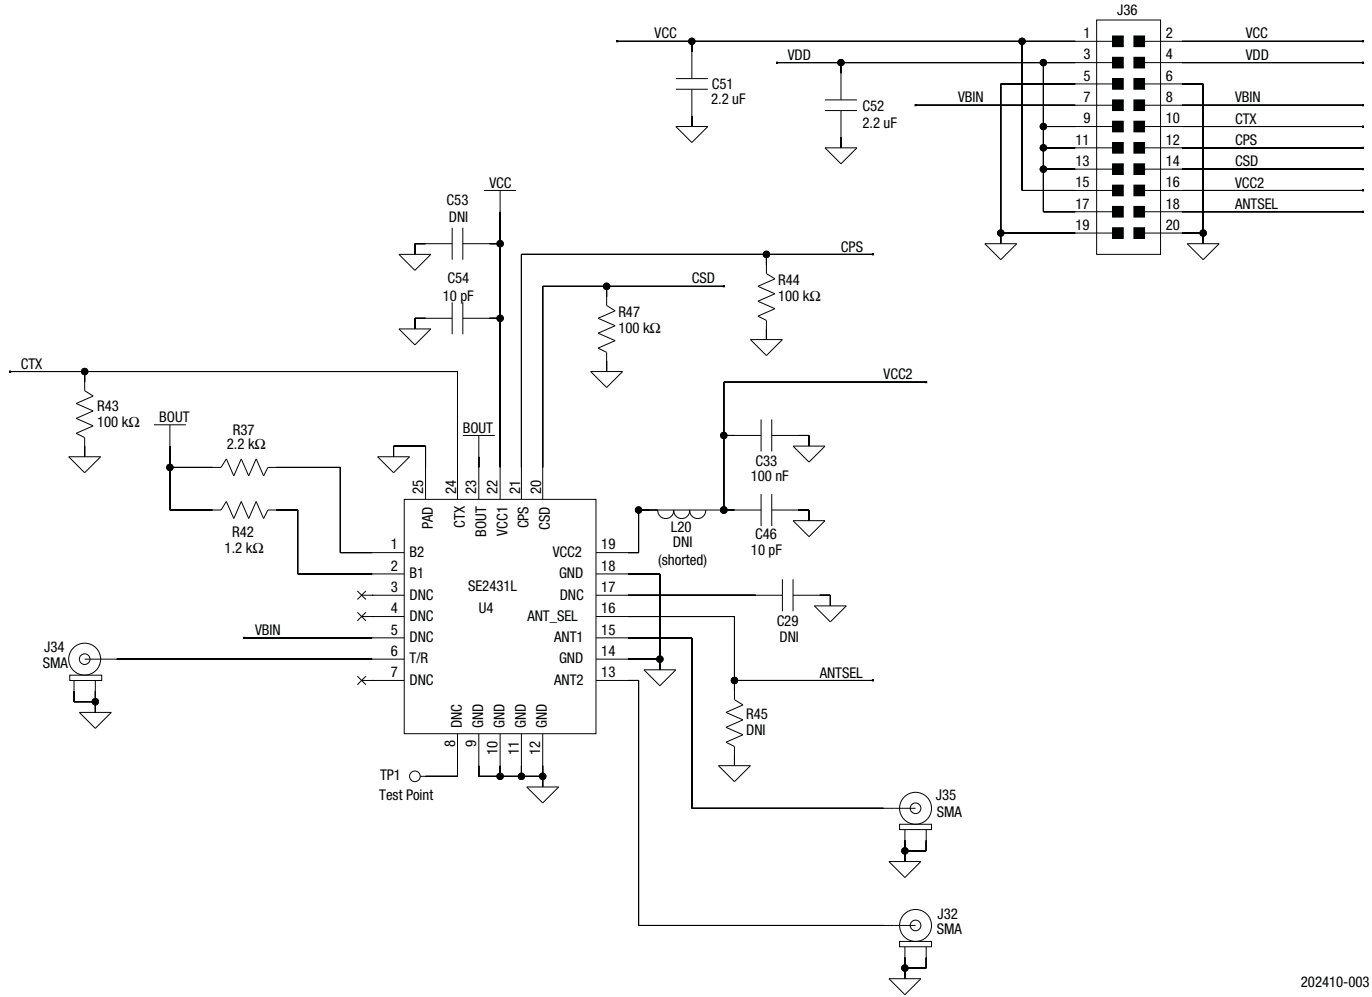 J36
VCC 1 2 VCC
VDD 3 4 VDD
5 6
C51
2.2 uF
VBIN 7 8 VBIN
C52
2.2 uF
9 10 CTX
11 12 CPS
13 14 CSD
15 16 VCC2
17 18 ANTSEL
19 20
VCC
C53
DNI
C54
10 pF
CPS
R44
100 kΩ
CSD
R47
100 kΩ
CTX
R43
100 kΩ
BOUT
R37
2.2 kΩ
R42
1.2 kΩ
BOUT
VCC2
C33
100 nF
C46
10 pF
L20
DNI
(shorted)
25 24 23 22 21 20
PAD CTX BOUT VCC1 CPS CSD
1 B2 VCC2 19
2 B1 GND 18
3 DNC DNC 17
SE2431L
U4
4 DNC ANT_SEL 16
5 DNC ANT1 15
6 T/R GND 14
7 DNC ANT2 13
DNC GND GND GND GND
8 9 10 11 12
C29
DNI
VBIN
J34
SMA
ANTSEL
R45
DNI
TP1
Test Point
J35
SMA
J32
SMA
202410-003